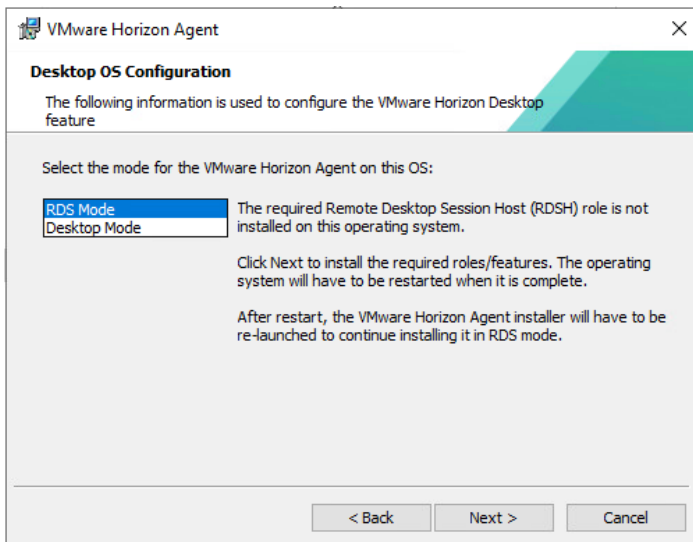 VMware Horizon Agent
Desktop OS Configuration
The following information is used to configure the VMware Horizon Desktop
feature
Select the mode for the VMware Horizon Agent on this OS:
RDS Mode
Desktop Mode
The required Remote Desktop Session Host (RDSH) role is not
installed on this operating system.
Click Next to install the required roles/features. The operating
system will have to be restarted when it is complete.
After restart, the VMware Horizon Agent installer will have to be
re-launched to continue installing it in RDS mode.
< Back
Next >
Cancel